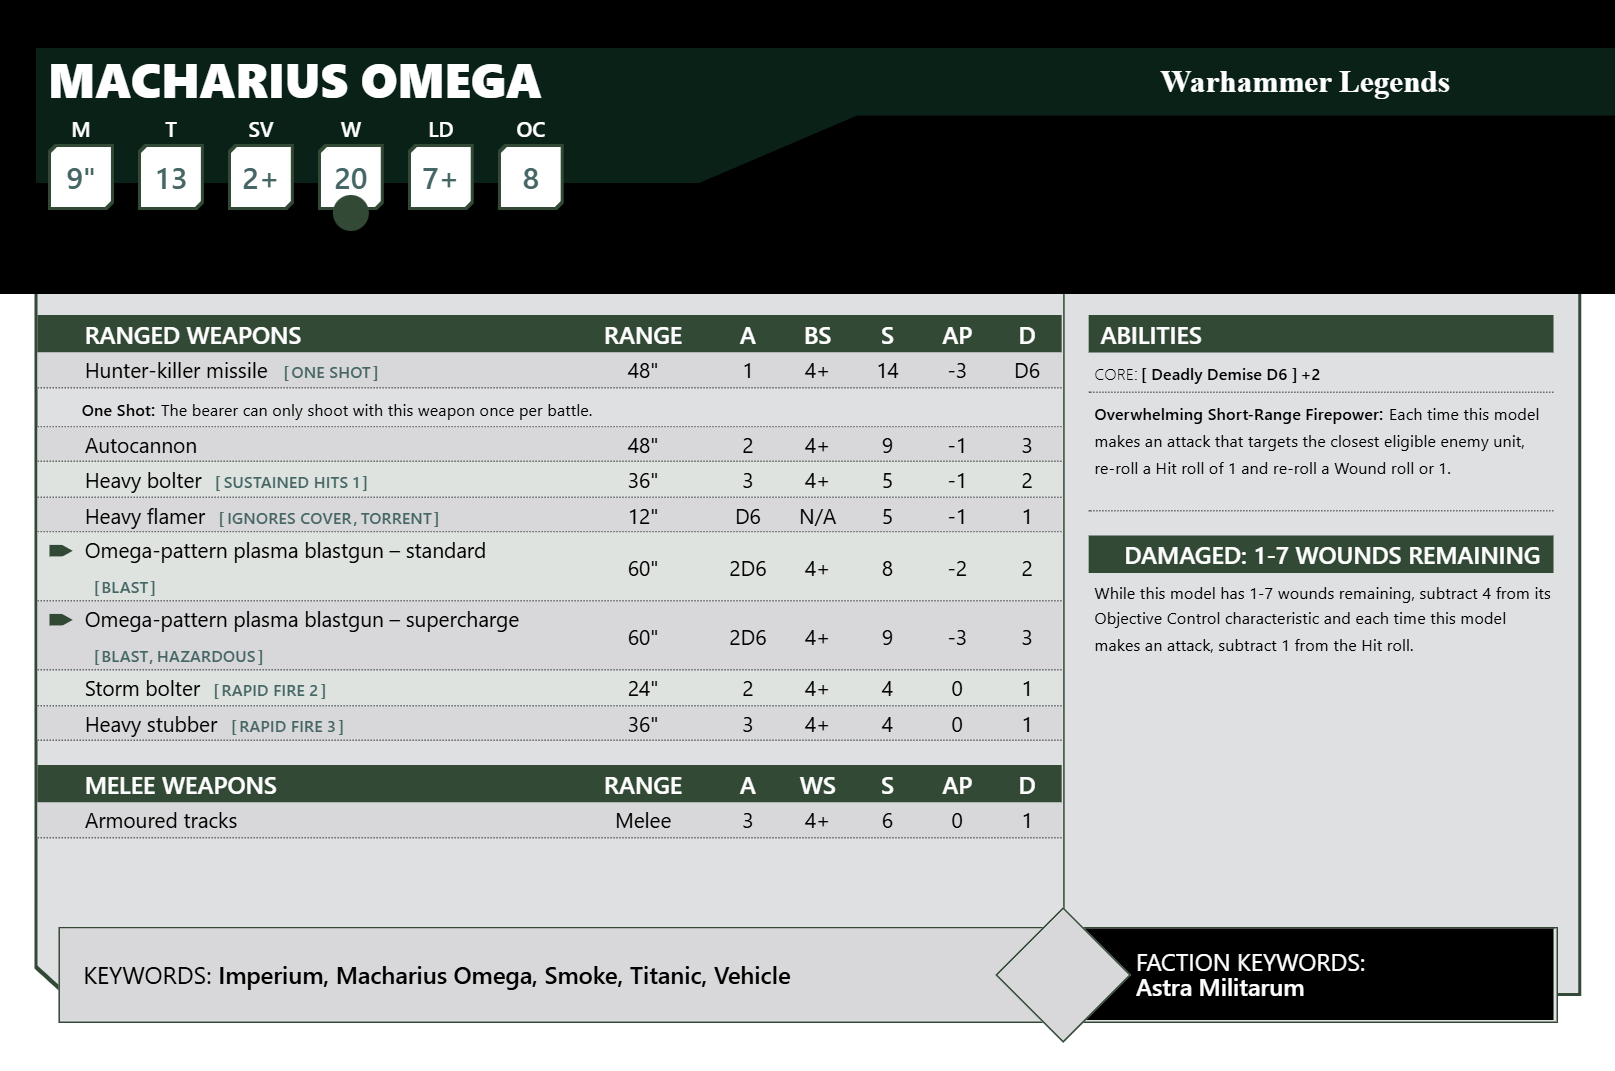 MACHARIUS OMEGA
Warhammer Legends
M T SV W LD OC
9" 13 2+ 20 7+ 8
RANGED WEAPONS RANGE A BS S AP D
Hunter-killer missile [ONE SHOT] 48" 1 4+ 14 -3 D6
One Shot: The bearer can only shoot with this weapon once per battle.
Autocannon 48" 2 4+ 9 -1 3
Heavy bolter [SUSTAINED HITS 1] 36" 3 4+ 5 -1 2
Heavy flamer [IGNORES COVER, TORRENT] 12" D6 N/A 5 -1 1
Omega-pattern plasma blastgun – standard
[BLAST] 60" 2D6 4+ 8 -2 2
Omega-pattern plasma blastgun – supercharge
[BLAST, HAZARDOUS] 60" 2D6 4+ 9 -3 3
Storm bolter [RAPID FIRE 2] 24" 2 4+ 4 0 1
Heavy stubber [RAPID FIRE 3] 36" 3 4+ 4 0 1
MELEE WEAPONS RANGE A WS S AP D
Armoured tracks Melee 3 4+ 6 0 1
ABILITIES
CORE: [ Deadly Demise D6 ] +2
Overwhelming Short-Range Firepower: Each time this model
makes an attack that targets the closest eligible enemy unit,
re-roll a Hit roll of 1 and re-roll a Wound roll or 1.
DAMAGED: 1-7 WOUNDS REMAINING
While this model has 1-7 wounds remaining, subtract 4 from its
Objective Control characteristic and each time this model
makes an attack, subtract 1 from the Hit roll.
KEYWORDS: Imperium, Macharius Omega, Smoke, Titanic, Vehicle
FACTION KEYWORDS:
Astra Militarum